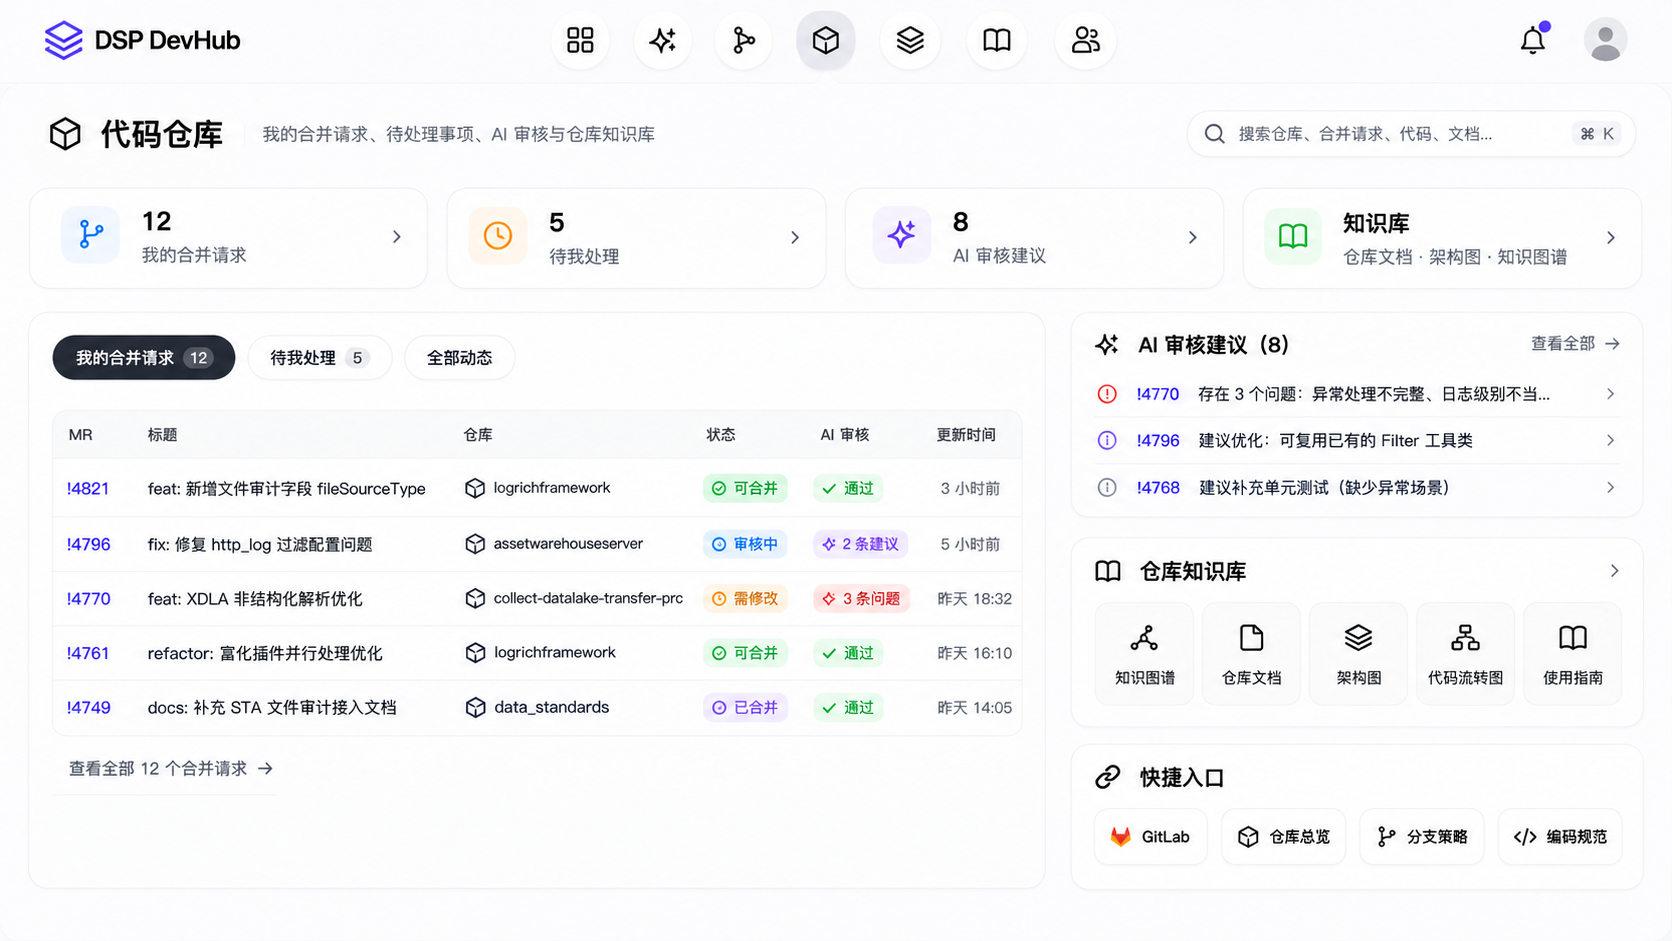 DSP DevHub
代码仓库
我的合并请求、待处理事项、AI 审核与仓库知识库
搜索仓库、合并请求、代码、文档...
⌘ K
12
我的合并请求
5
待我处理
8
AI 审核建议
知识库
仓库文档 · 架构图 · 知识图谱
我的合并请求 12
待我处理 5
全部动态
MR 标题 仓库 状态 AI 审核 更新时间
!4821 feat: 新增文件审计字段 fileSourceType logrichframework 可合并 通过 3 小时前
!4796 fix: 修复 http_log 过滤配置问题 assetwarehouseserver 审核中 2 条建议 5 小时前
!4770 feat: XDLA 非结构化解析优化 collect-datalake-transfer-prc 需修改 3 条问题 昨天 18:32
!4761 refactor: 富化插件并行处理优化 logrichframework 可合并 通过 昨天 16:10
!4749 docs: 补充 STA 文件审计接入文档 data_standards 已合并 通过 昨天 14:05
查看全部 12 个合并请求 →
AI 审核建议（8） 查看全部 →
!4770 存在 3 个问题：异常处理不完整、日志级别不当...
!4796 建议优化：可复用已有的 Filter 工具类
!4768 建议补充单元测试（缺少异常场景）
仓库知识库
知识图谱 仓库文档 架构图 代码流转图 使用指南
快捷入口
GitLab 仓库总览 分支策略 </> 编码规范